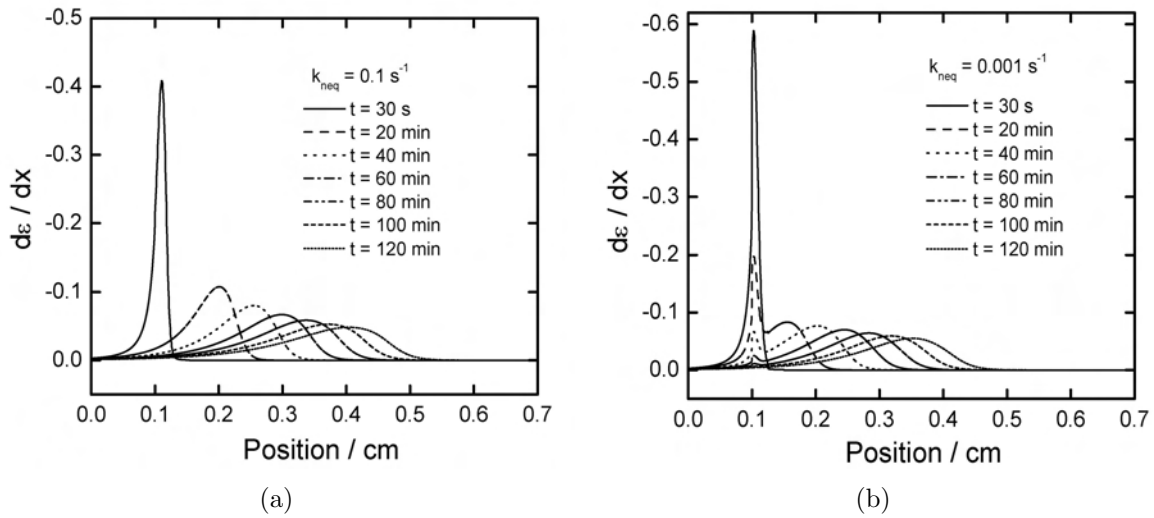 -0.5
-0.4
-0.3
-0.2
-0.1
0.0
dε / dx
k_neq = 0.1 s⁻¹
t = 30 s
t = 20 min
t = 40 min
t = 60 min
t = 80 min
t = 100 min
t = 120 min
0.0 0.1 0.2 0.3 0.4 0.5 0.6 0.7
Position / cm
(a)
-0.6
-0.5
-0.4
-0.3
-0.2
-0.1
0.0
dε / dx
k_neq = 0.001 s⁻¹
t = 30 s
t = 20 min
t = 40 min
t = 60 min
t = 80 min
t = 100 min
t = 120 min
0.0 0.1 0.2 0.3 0.4 0.5 0.6 0.7
Position / cm
(b)